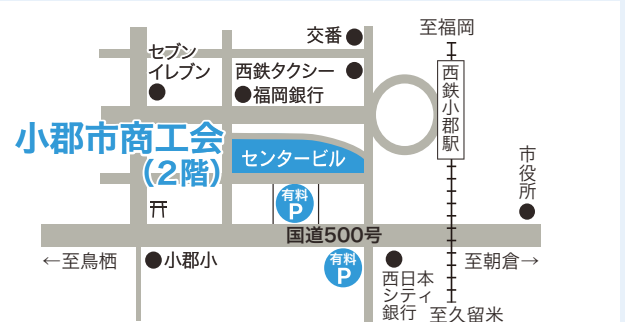 至福岡
交番
セブン
イレブン
西鉄タクシー
福岡銀行
西鉄小郡駅
小郡市商工会
（2階）
センタービル
市役所
有料
P
国道500号
←至鳥栖
小郡小
有料
P
西日本
シティ
銀行
至朝倉→
至久留米